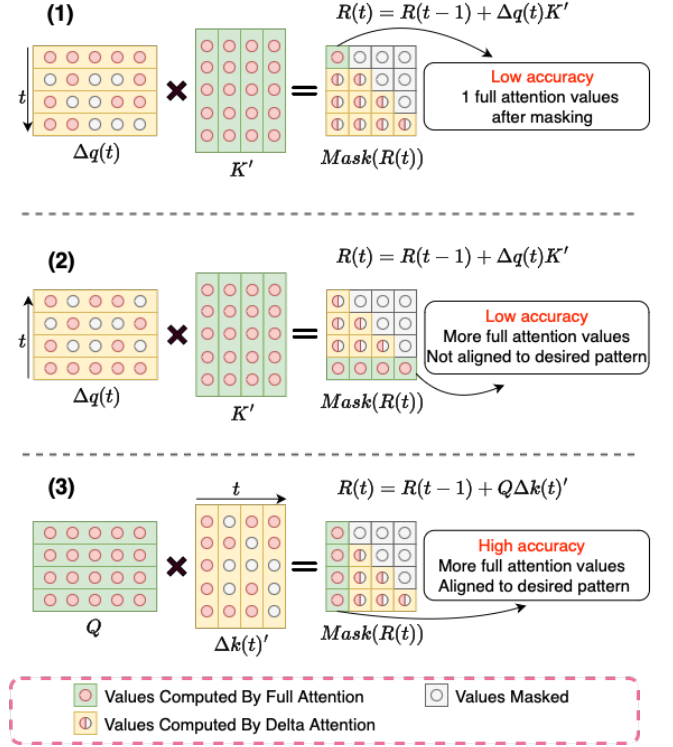 (1)
R(t) = R(t − 1) + Δq(t)K′
t
×
=
Low accuracy
1 full attention values
after masking
Δq(t)
K′
Mask(R(t))
(2)
R(t) = R(t − 1) + Δq(t)K′
t
×
=
Low accuracy
More full attention values
Not aligned to desired pattern
Δq(t)
K′
Mask(R(t))
(3)
t
R(t) = R(t − 1) + QΔk(t)′
×
=
High accuracy
More full attention values
Aligned to desired pattern
Q
Δk(t)′
Mask(R(t))
Values Computed By Full Attention
Values Masked
Values Computed By Delta Attention